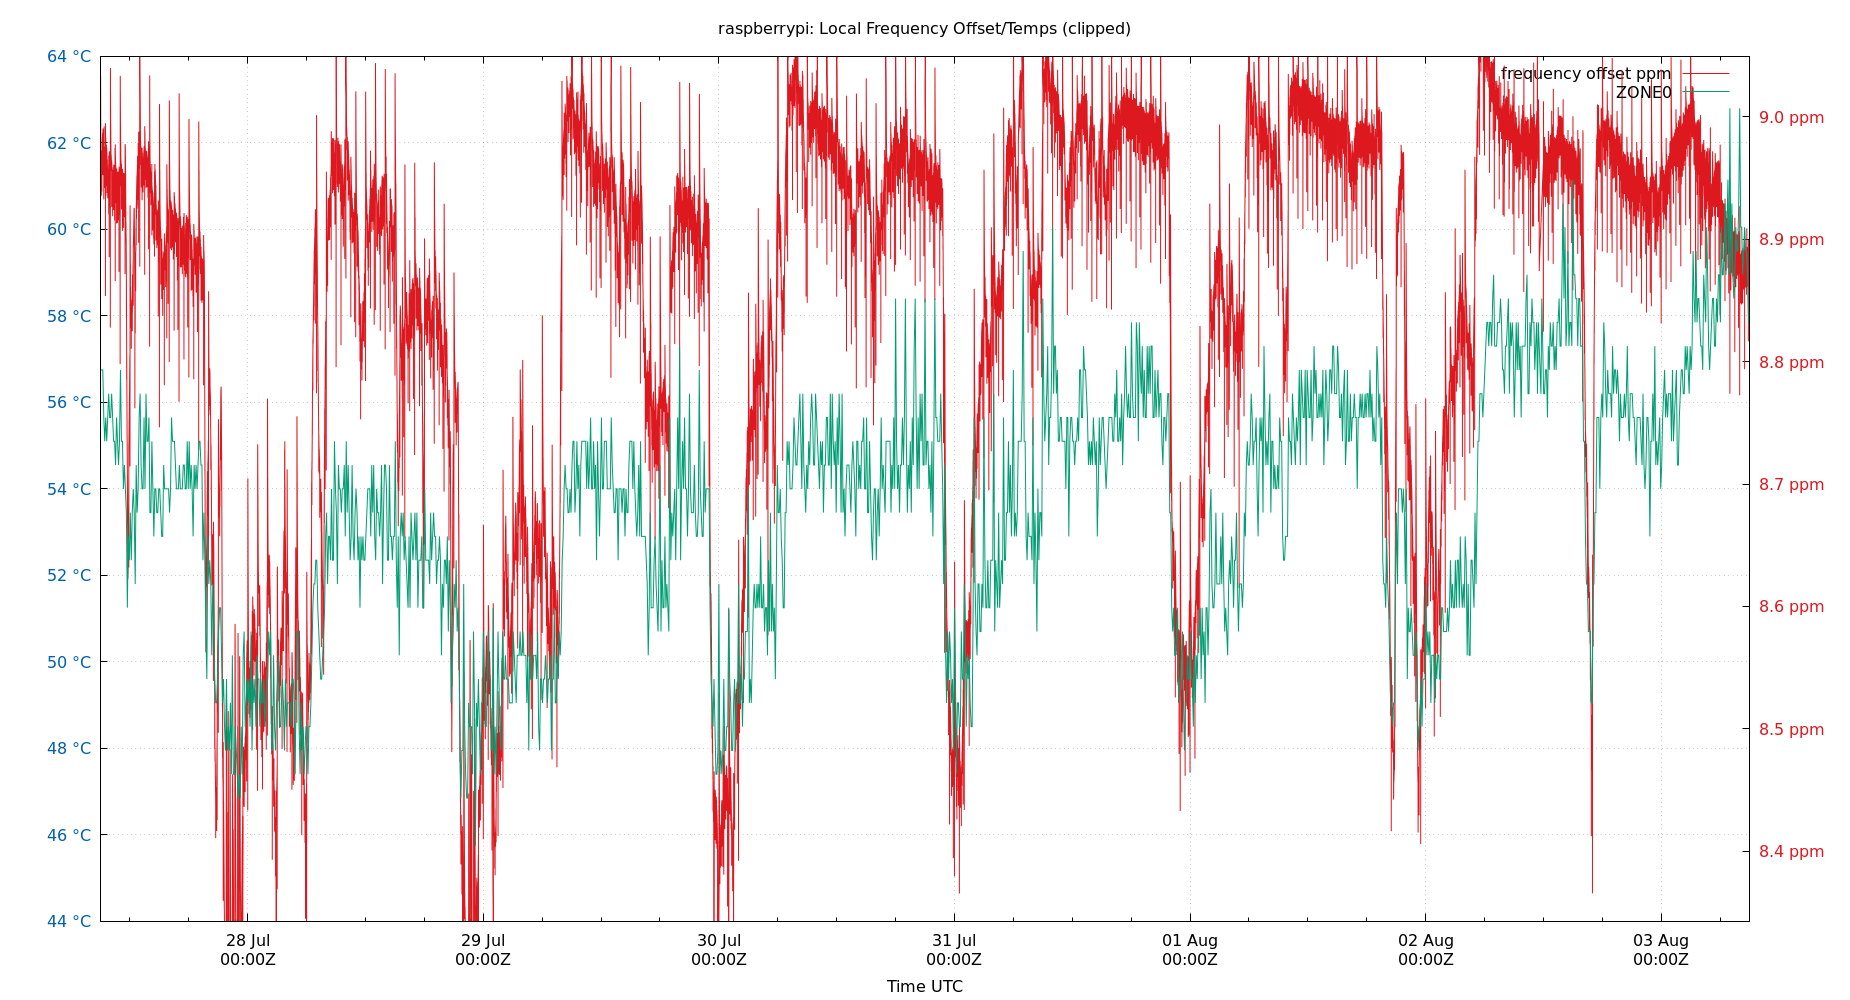 raspberrypi: Local Frequency Offset/Temps (clipped)
64 °C
62 °C
60 °C
58 °C
56 °C
54 °C
52 °C
50 °C
48 °C
46 °C
44 °C
frequency offset ppm
ZONE0
9.0 ppm
8.9 ppm
8.8 ppm
8.7 ppm
8.6 ppm
8.5 ppm
8.4 ppm
28 Jul 29 Jul 30 Jul 31 Jul 01 Aug 02 Aug 03 Aug
00:00Z 00:00Z 00:00Z 00:00Z 00:00Z 00:00Z 00:00Z
Time UTC